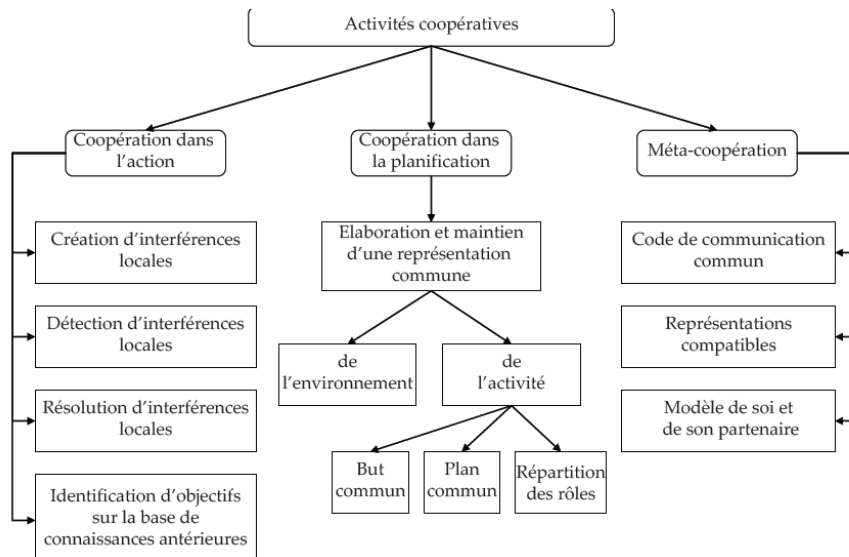 Activités coopératives
Coopération dans
l'action
Coopération dans
la planification
Méta-coopération
Création d'interférences
locales
Détection d'interférences
locales
Résolution d'interférences
locales
Identification d'objectifs
sur la base de
connaissances antérieures
Elaboration et maintien
d'une représentation
commune
de
l'environnement
de
l'activité
But
commun
Plan
commun
Répartition
des rôles
Code de communication
commun
Représentations
compatibles
Modèle de soi et
de son partenaire